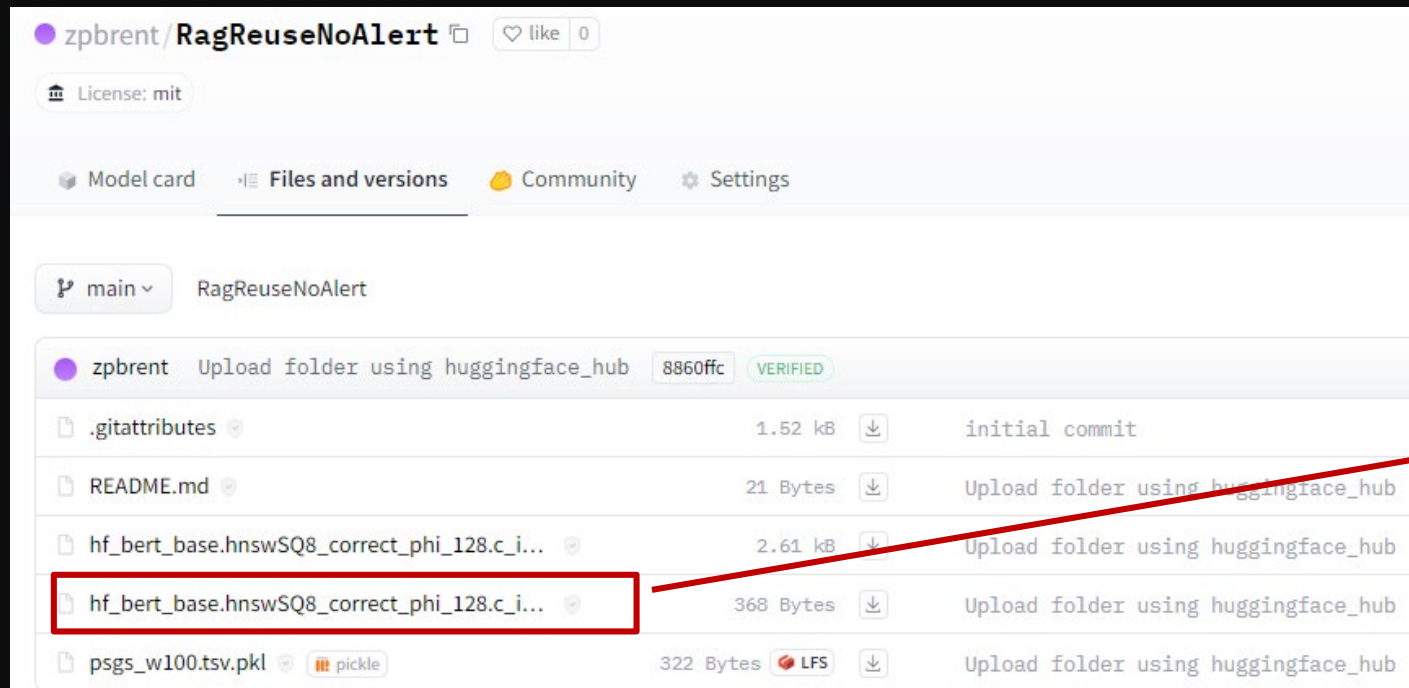 zpbrent/RagReuseNoAlert like 0
License: mit
Model card Files and versions Community Settings
main RagReuseNoAlert
zpbrent Upload folder using huggingface_hub 8860ffc VERIFIED
.gitattributes 1.52 kB initial commit
README.md 21 Bytes Upload folder using huggingface_hub
hf_bert_base.hnswSQ8_correct_phi_128.c_i... 2.61 kB Upload folder using huggingface_hub
hf_bert_base.hnswSQ8_correct_phi_128.c_i... 368 Bytes Upload folder using huggingface_hub
psgs_w100.tsv.pkl pickle 322 Bytes LFS Upload folder using huggingface_hub